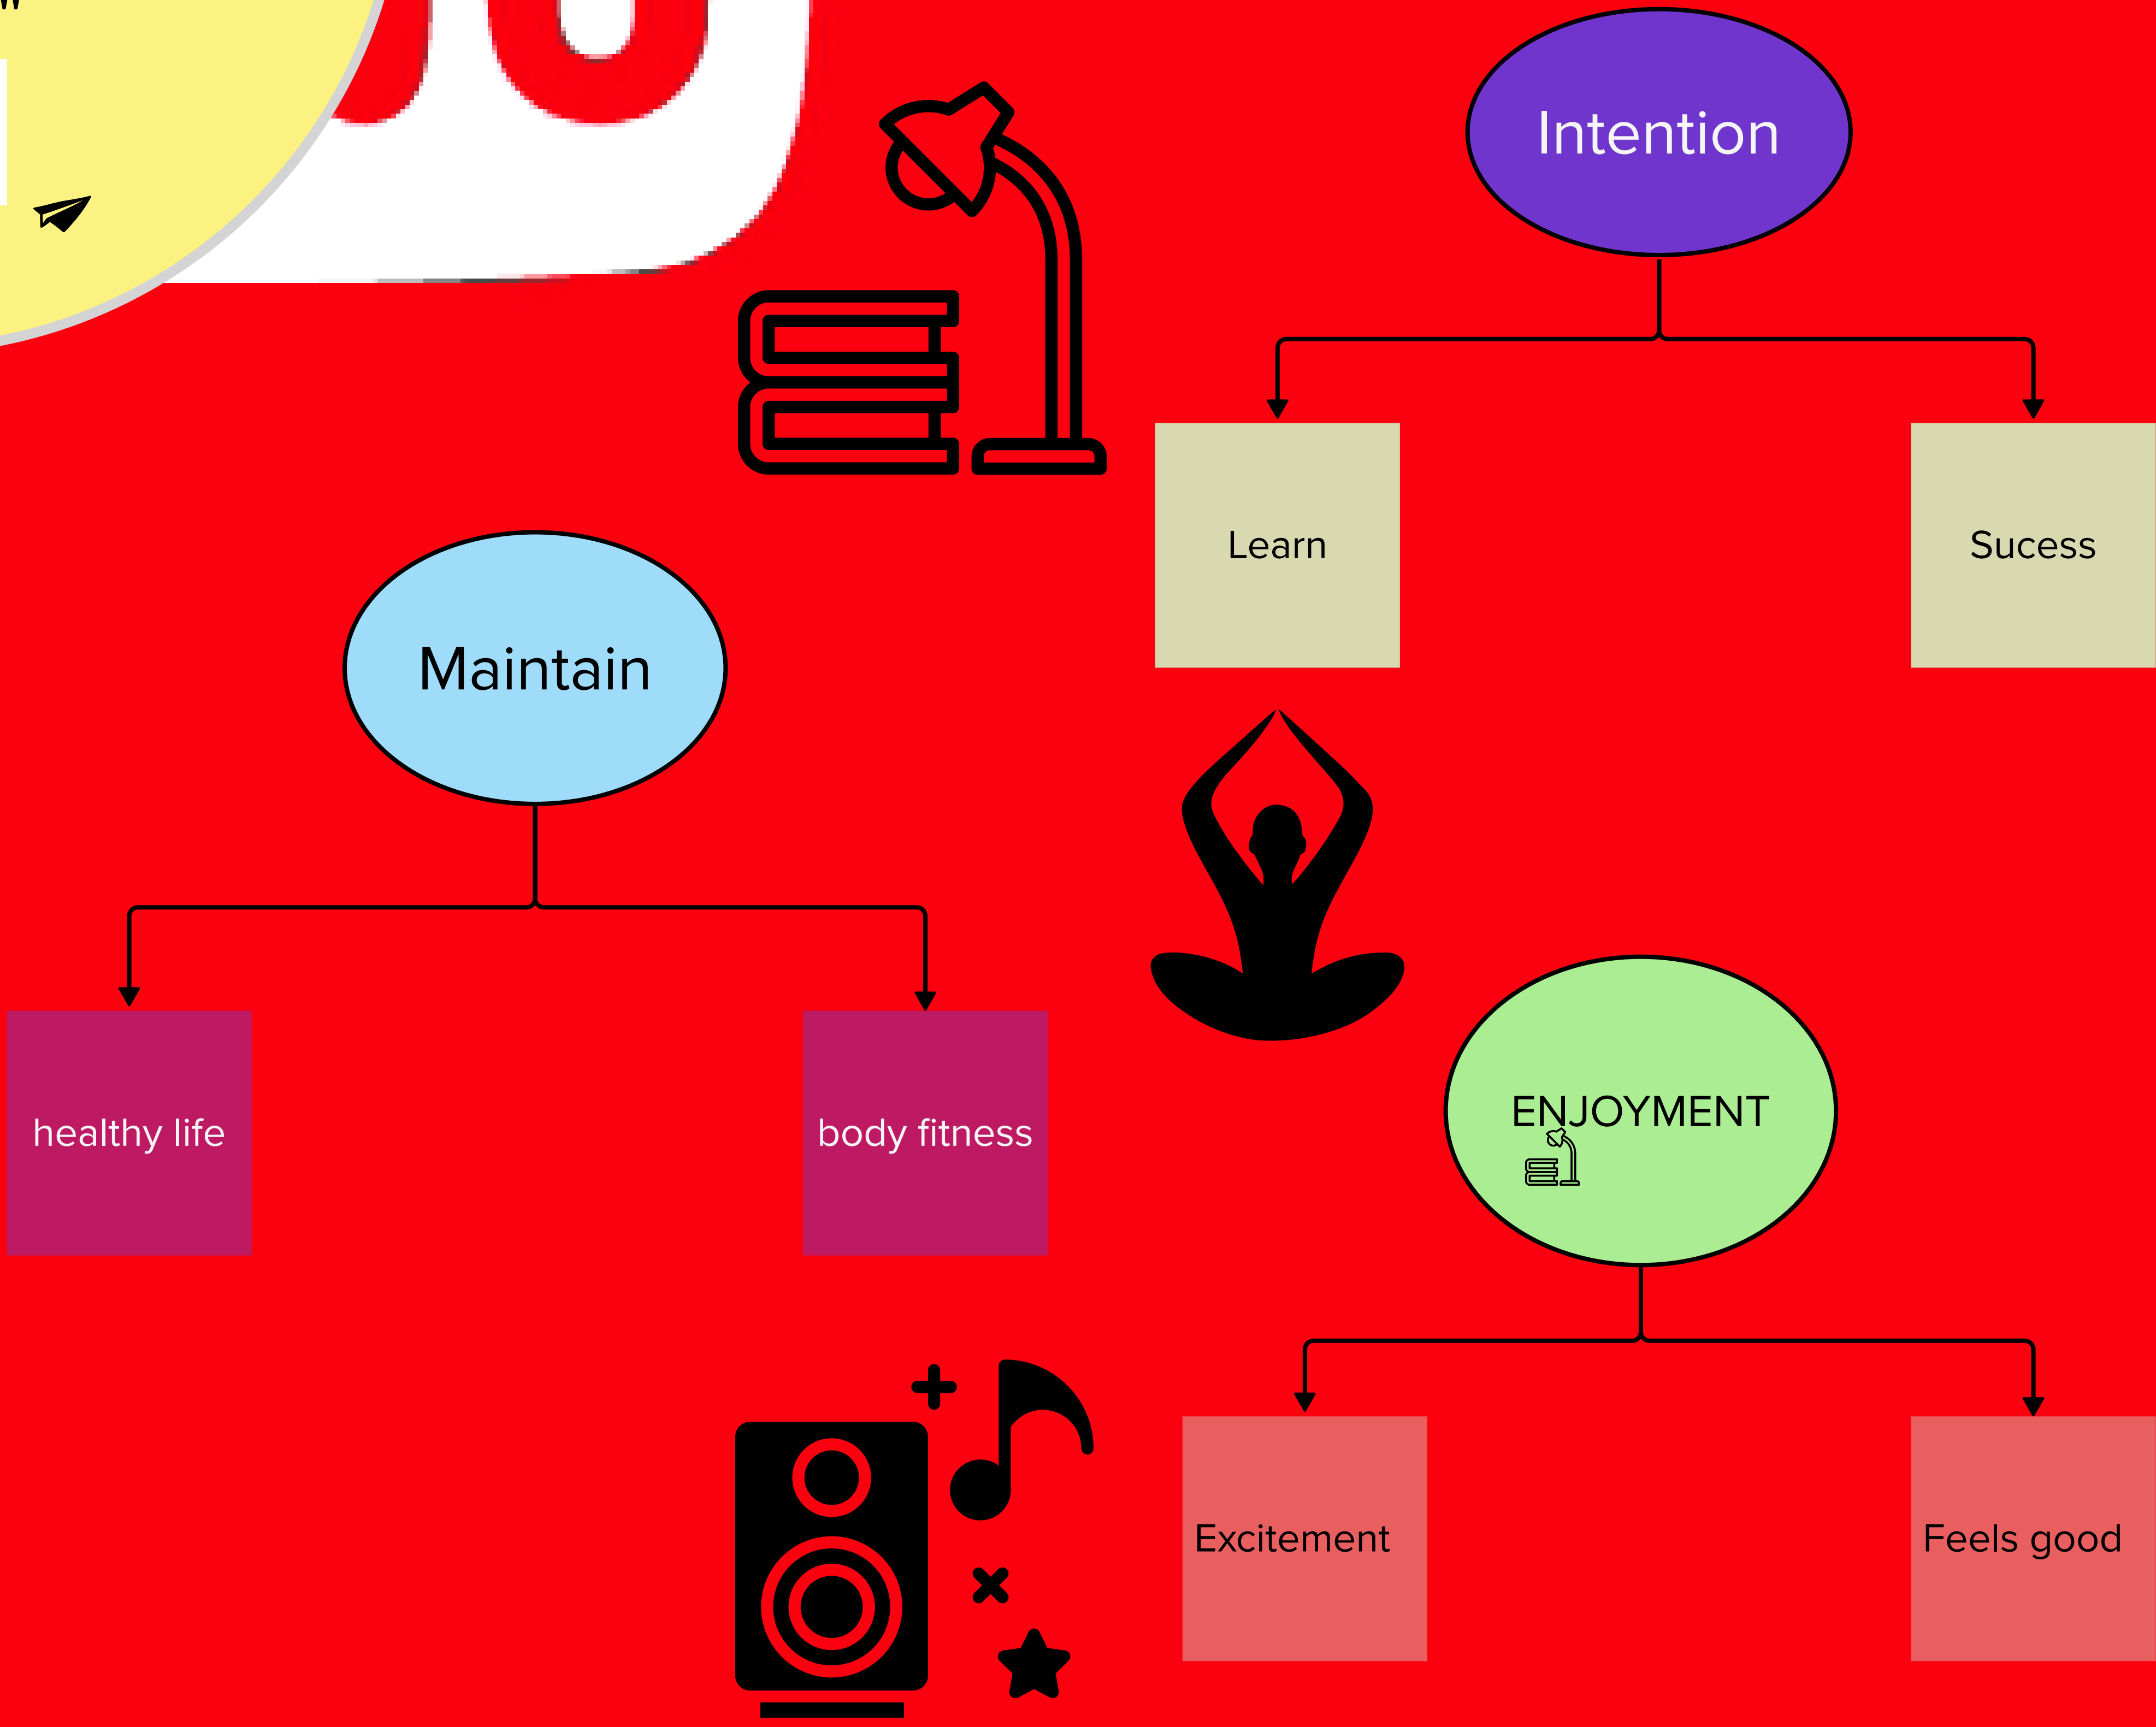 Intention
Learn
Sucess
Maintain
healthy life
body fitness
ENJOYMENT
Excitement
Feels good